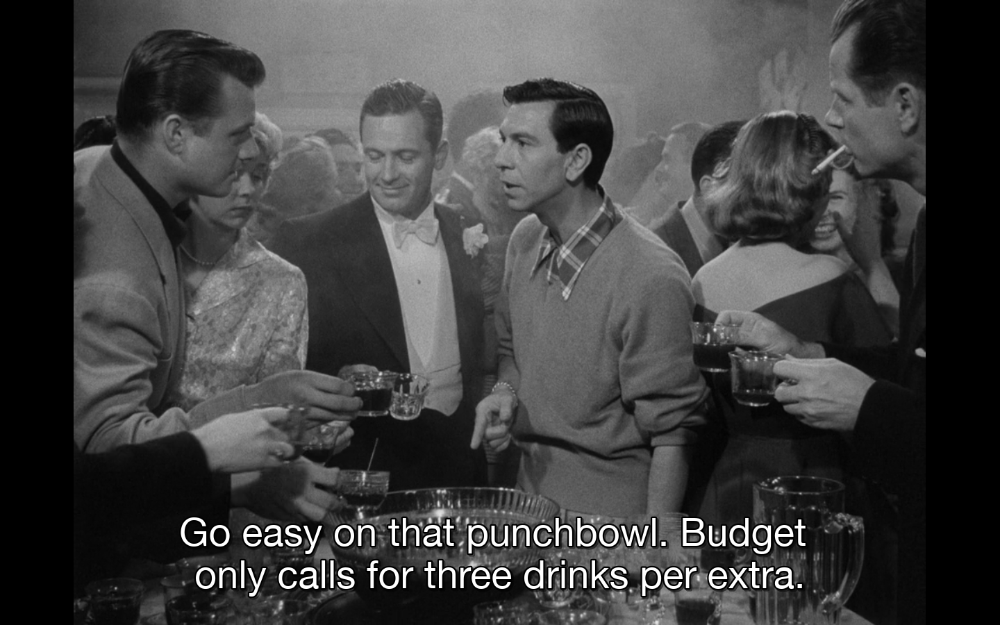 Go easy on that punchbowl. Budget
only calls for three drinks per extra.